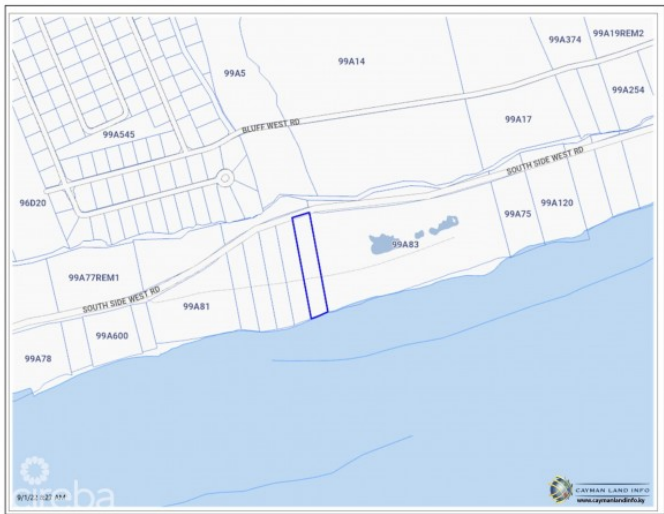 99A374
99A19REM2
99A5
99A14
99A254
BLUFF WEST RD
99A545
99A17
SOUTH SIDE WEST RD
96D20
99A75
99A120
99A83
99A77REM1
SOUTH SIDE WEST RD
99A81
99A600
99A78
cireba
CAYMAN LAND INFO
www.caymanlandinfo.ky